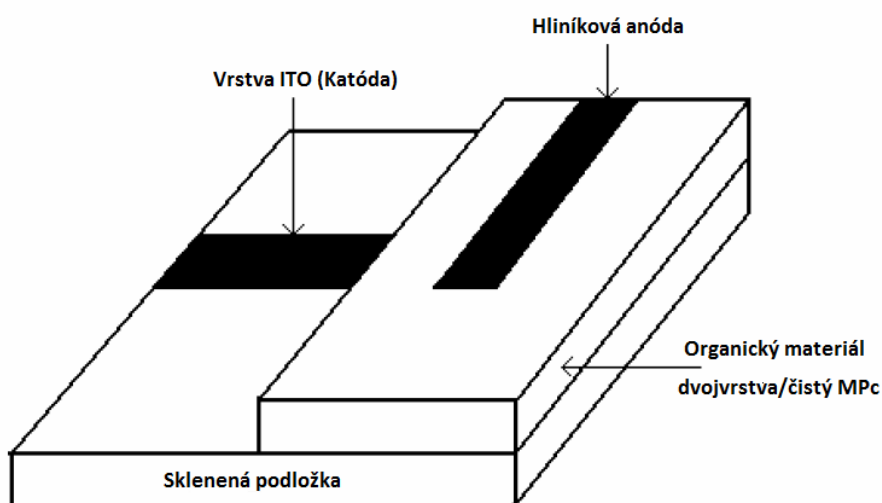 Hliníková anóda
Vrstva ITO (Katóda)
Organický materiál
dvojvrstva/čistý MPc
Sklenená podložka